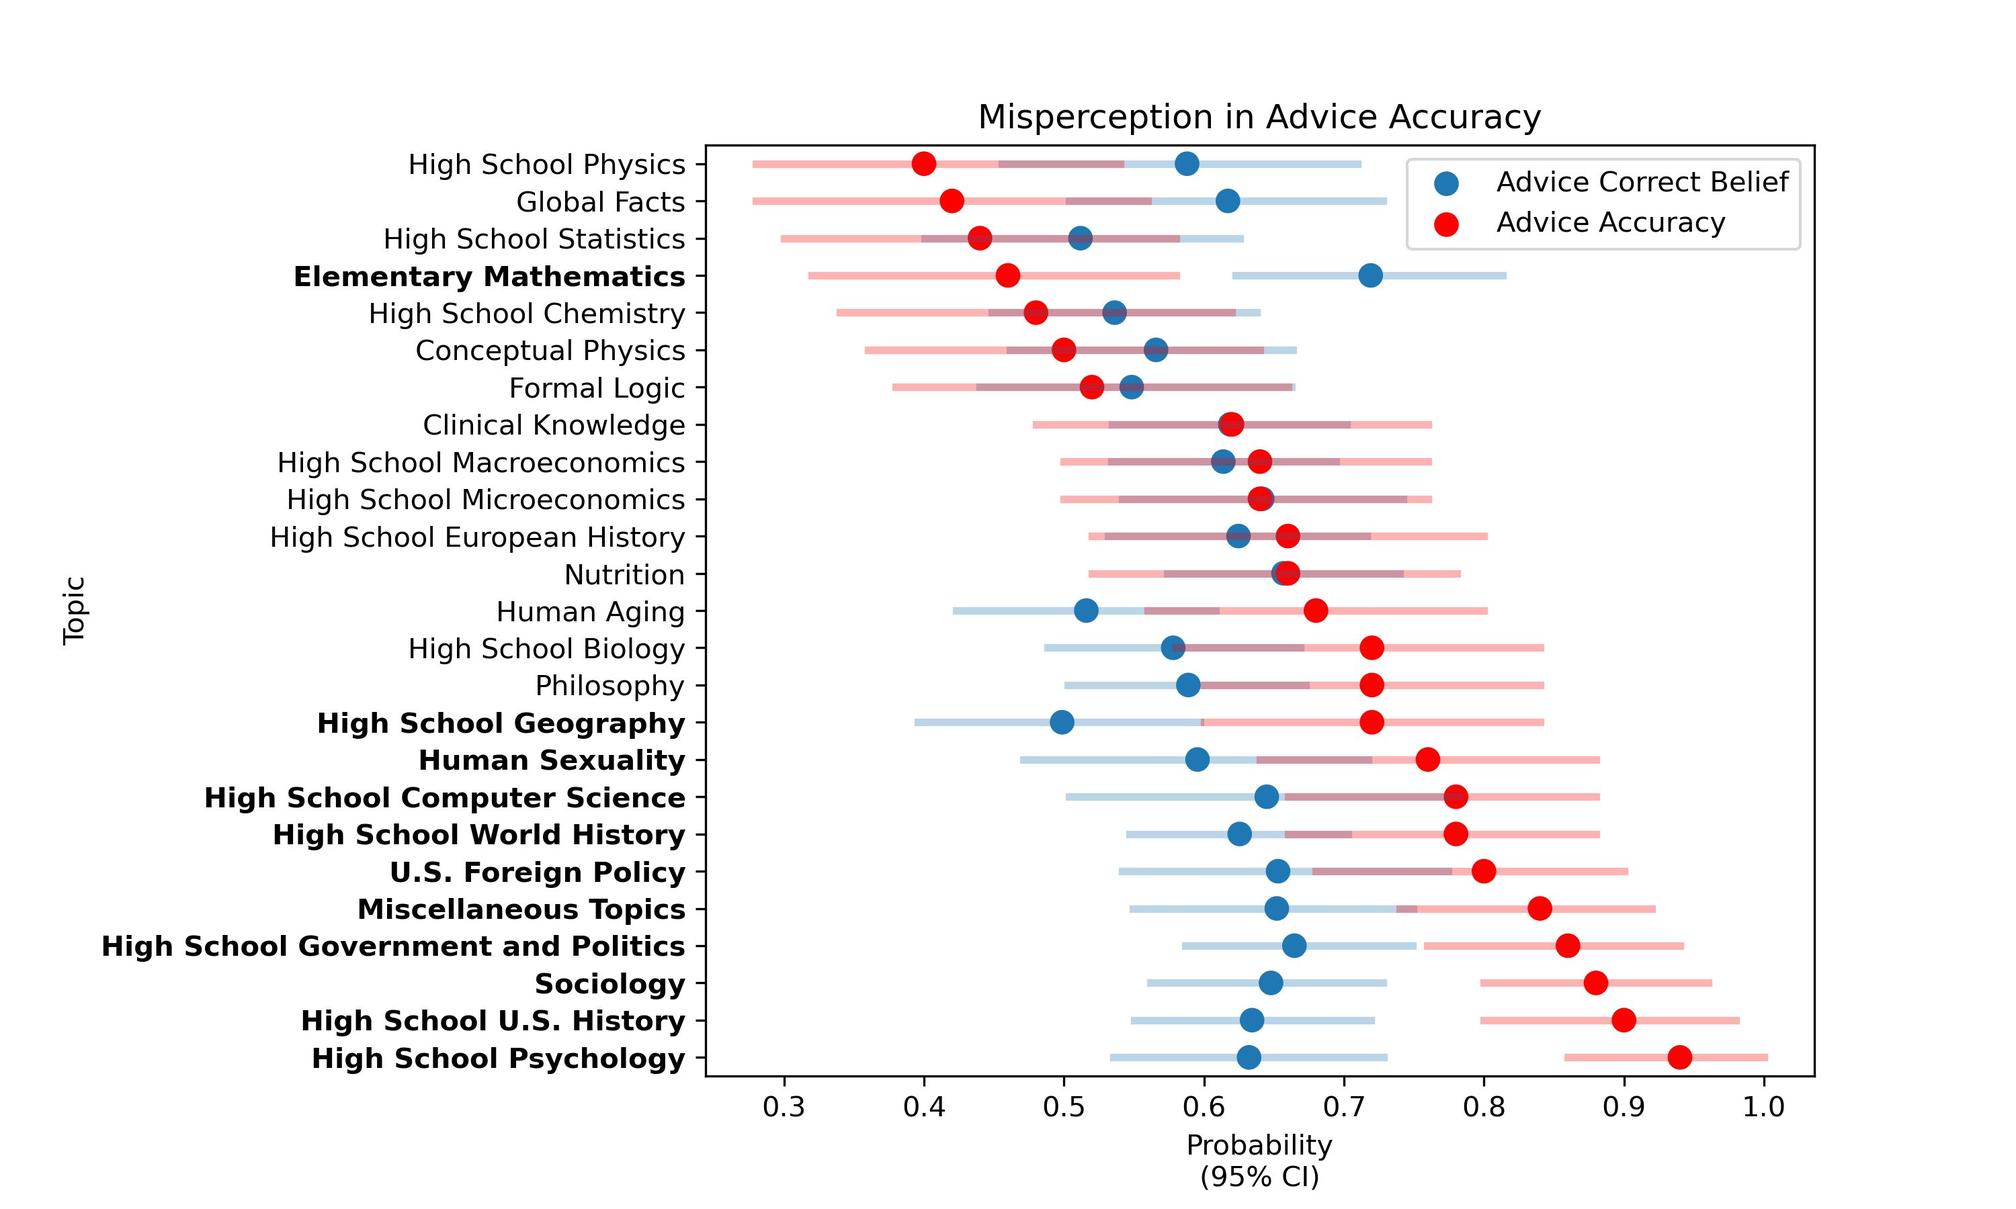 Misperception in Advice Accuracy
Advice Correct Belief
Advice Accuracy
Topic
High School Physics
Global Facts
High School Statistics
Elementary Mathematics
High School Chemistry
Conceptual Physics
Formal Logic
Clinical Knowledge
High School Macroeconomics
High School Microeconomics
High School European History
Nutrition
Human Aging
High School Biology
Philosophy
High School Geography
Human Sexuality
High School Computer Science
High School World History
U.S. Foreign Policy
Miscellaneous Topics
High School Government and Politics
Sociology
High School U.S. History
High School Psychology
0.3 0.4 0.5 0.6 0.7 0.8 0.9 1.0
Probability
(95% CI)